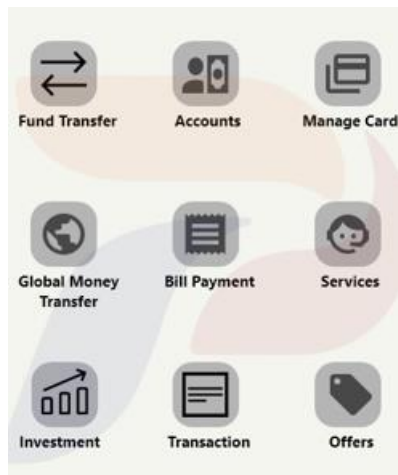 Fund Transfer
Accounts
Manage Card
Global Money
Transfer
Bill Payment
Services
Investment
Transaction
Offers